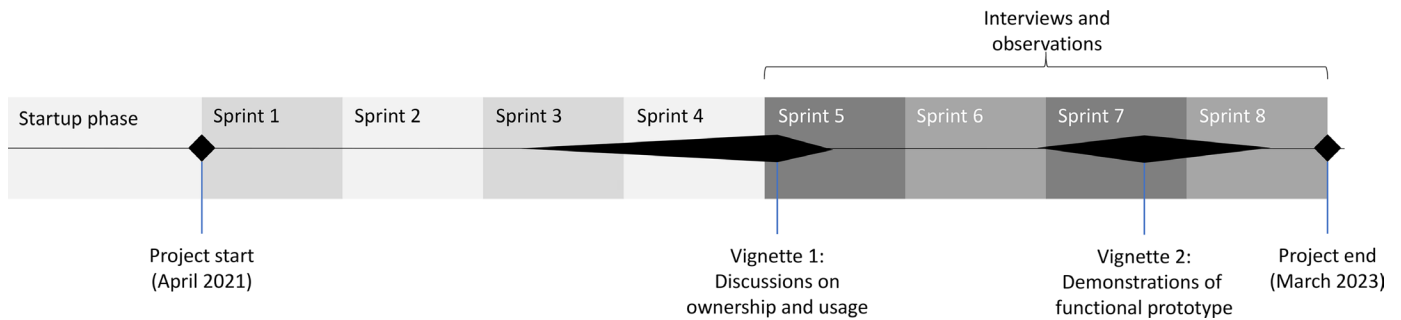 Interviews and
observations
Startup phase
Sprint 1
Sprint 2
Sprint 3
Sprint 4
Sprint 5
Sprint 6
Sprint 7
Sprint 8
Project start
(April 2021)
Vignette 1:
Discussions on
ownership and usage
Vignette 2:
Demonstrations of
functional prototype
Project end
(March 2023)